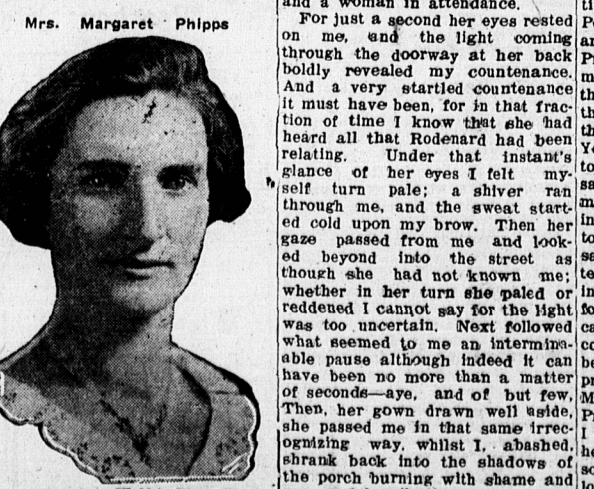 Mrs. Margaret Phipps
and a woman in attendance.
For just a second her eyes rested
on me, and the light coming
through the doorway at her back
boldly revealed my countenance.
And a very startled countenance
it must have been, for in that frac-
tion of time I know that she had
heard all that Rodenard had been
relating. Under that instant's
glance of her eyes I felt my-
self turn pale; a shiver ran
through me, and the sweat start-
ed cold upon my brow. Then her
gaze passed from me and look-
ed beyond into the street as
though she had not known me;
whether in her turn she paled or
reddened I cannot say for the light
was too uncertain. Next followed
what seemed to me an intermina-
able pause although indeed it can
have been no more than a matter
of seconds—aye, and of but few.
Then, her gown drawn well aside,
she passed me in that same irrec-
ognizing way, whilst I, abashed,
shrank back into the shadows of
the porch burning with shame and